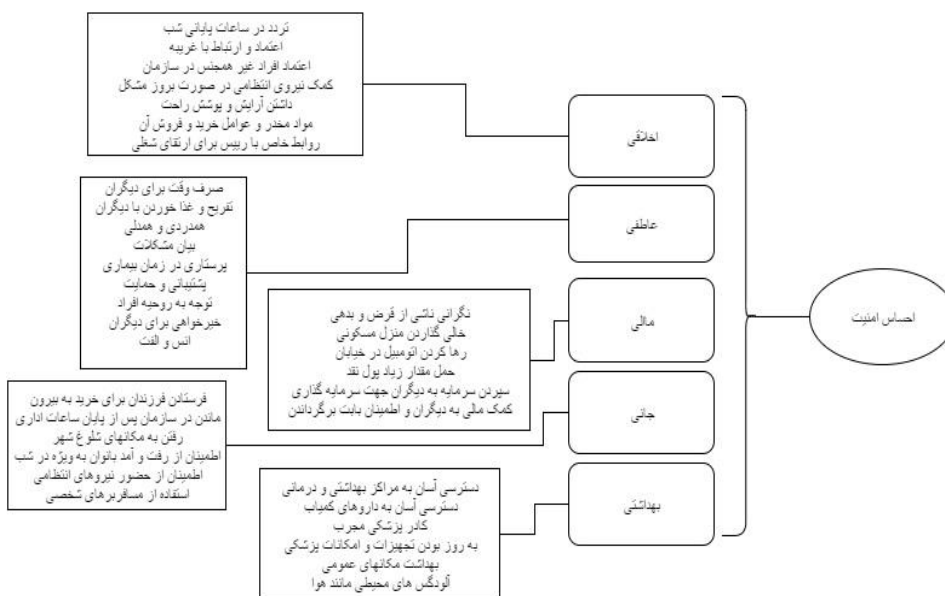 احساس امنیت
اخلاقی
تردد در ساعات پایانی شب
اعتماد و ارتباط با غریبه
اعتماد افراد غیر همجنس در سازمان
کمک نیروی انتظامی در صورت بروز مشکل
داشتن آرایش و پوشش راحت
مواد مخدر و عوامل خرید و فروش آن
روابط خاص با رییس برای ارتقای شغلی
عاطفی
صرف وقت برای دیگران
تفریح و غذا خوردن با دیگران
همدردی و همدلی
بیان مشکلات
پرستاری در زمان بیماری
پشتیبانی و حمایت
توجه به روحیه افراد
خیرخواهی برای دیگران
انس و الفت
مالی
نگرانی ناشی از قرض و بدهی
خالی گذاردن منزل مسکونی
رها کردن اتومبیل در خیابان
حمل مقدار زیاد پول نقد
سپردن سرمایه به دیگران جهت سرمایه گذاری
کمک مالی به دیگران و اطمینان بابت برگرداندن
جانی
فرستادن فرزندان برای خرید به بیرون
ماندن در سازمان پس از پایان ساعات اداری
رفتن به مکانهای شلوغ شهر
اطمینان از رفت و آمد بانوان به ویژه در شب
اطمینان از حضور نیروهای انتظامی
استفاده از مسافربرهای شخصی
بهداشتی
دسترسی آسان به مراکز بهداشتی و درمانی
دسترسی آسان به داروهای کمیاب
کادر پزشکی مجرب
به روز بودن تجهیزات و امکانات پزشکی
بهداشت مکانهای عمومی
آلودگس های محیطی مانند هوا